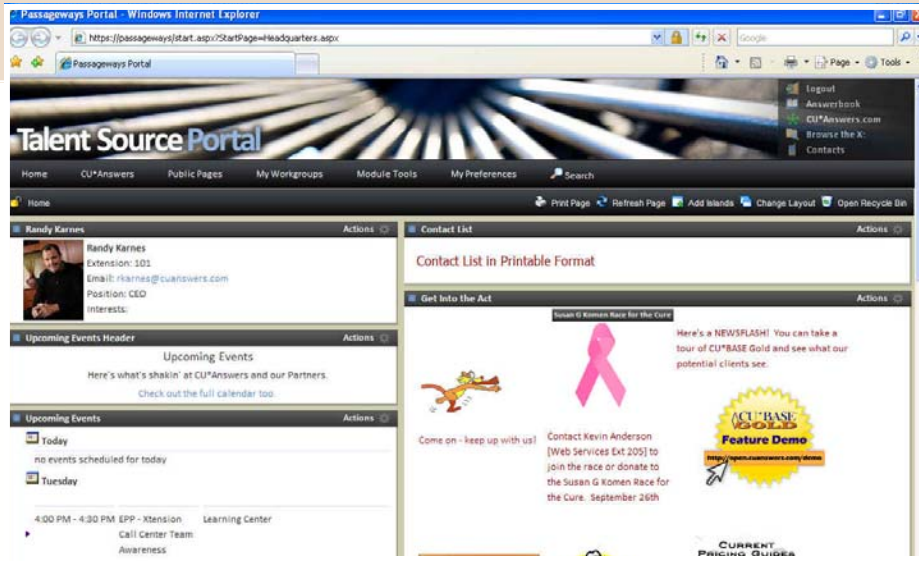 Passageways Portal - Windows Internet Explorer
https://passageways/start.aspx?StartPage=Headquarters.aspx
Google
Passageways Portal
Page
Tools
Talent Source Portal
Logout
Answerbook
CU*Answers.com
Browse the X:
Contacts
Home CU*Answers Public Pages My Workgroups Module Tools My Preferences Search
Home
Print Page Refresh Page Add Islands Change Layout Open Recycle Bin
Randy Karnes Actions
Randy Karnes
Extension: 101
Email: rkarnes@cuanswers.com
Position: CEO
Interests:
Upcoming Events Header Actions
Upcoming Events
Here's what's shakin' at CU*Answers and our Partners.
Check out the full calendar too.
Upcoming Events Actions
Today
no events scheduled for today
Tuesday
4:00 PM - 4:30 PM EPP - Xtension Learning Center
Call Center Team
Awareness
Contact List Actions
Contact List in Printable Format
Get Into the Act Actions
Come on - keep up with us!
Susan G Komen Race for the Cure
Contact Kevin Anderson
[Web Services Ext 205] to
join the race or donate to
the Susan G Komen Race for
the Cure. September 26th
Here's a NEWSFLASH! You can take a
tour of CU*BASE Gold and see what our
potential clients see.
CU*BASE
GOLD
Feature Demo
http://open.cuanswers.com/demo
CURRENT
PRICING GUIDES